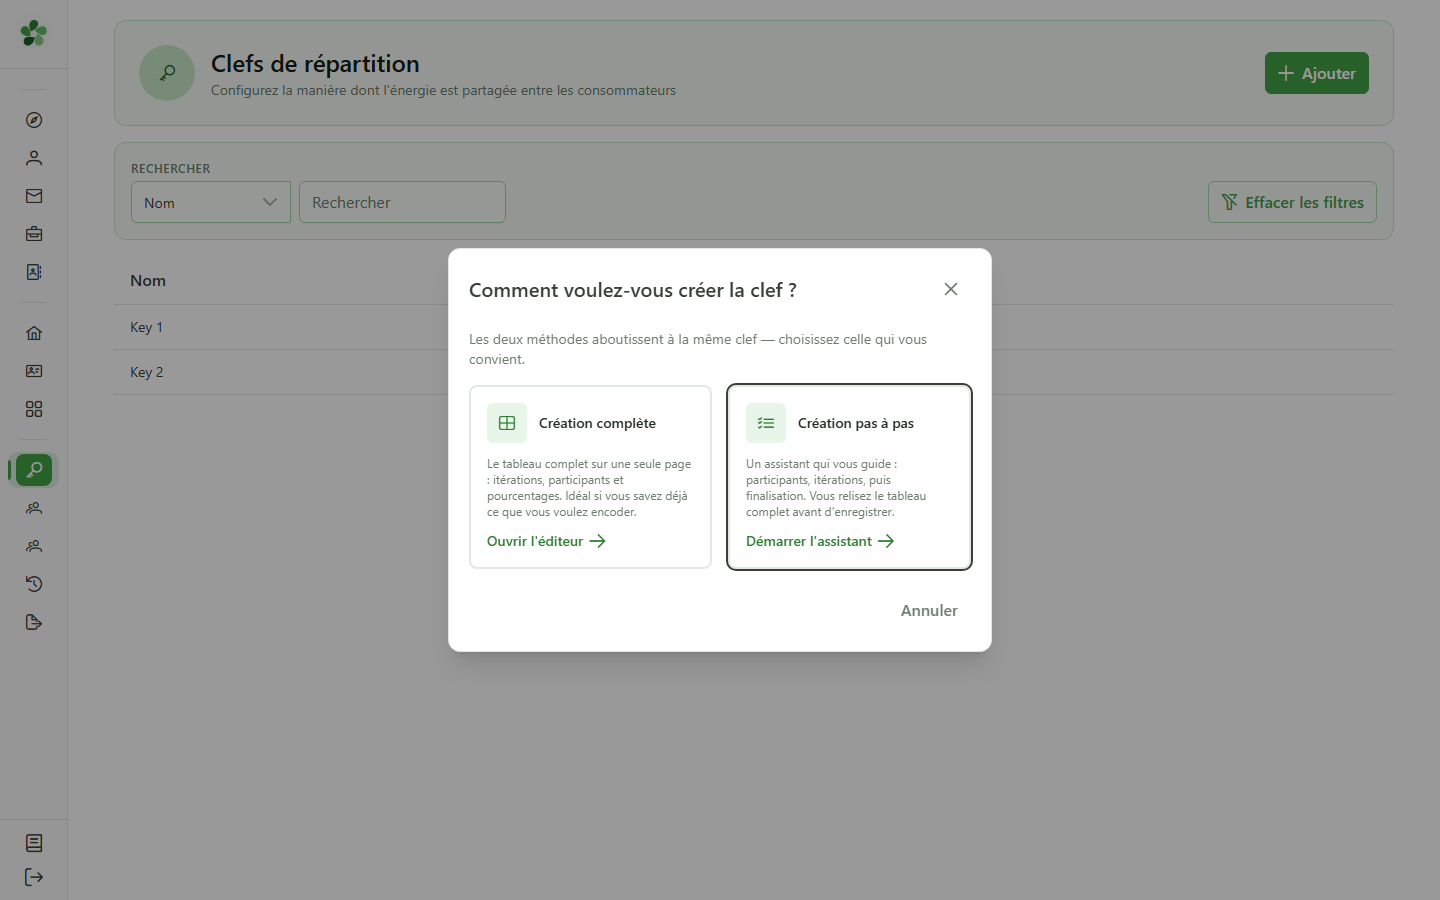 Clefs de répartition
Configurez la manière dont l'énergie est partagée entre les consommateurs
Ajouter
RECHERCHER
Nom
Rechercher
Effacer les filtres
Nom
Key 1
Key 2
Comment voulez-vous créer la clef ?
Les deux méthodes aboutissent à la même clef — choisissez celle qui vous
convient.
Création complète
Le tableau complet sur une seule page
: itérations, participants et
pourcentages. Idéal si vous savez déjà
ce que vous voulez encoder.
Ouvrir l'éditeur
Création pas à pas
Un assistant qui vous guide :
participants, itérations, puis
finalisation. Vous relisez le tableau
complet avant d'enregistrer.
Démarrer l'assistant
Annuler